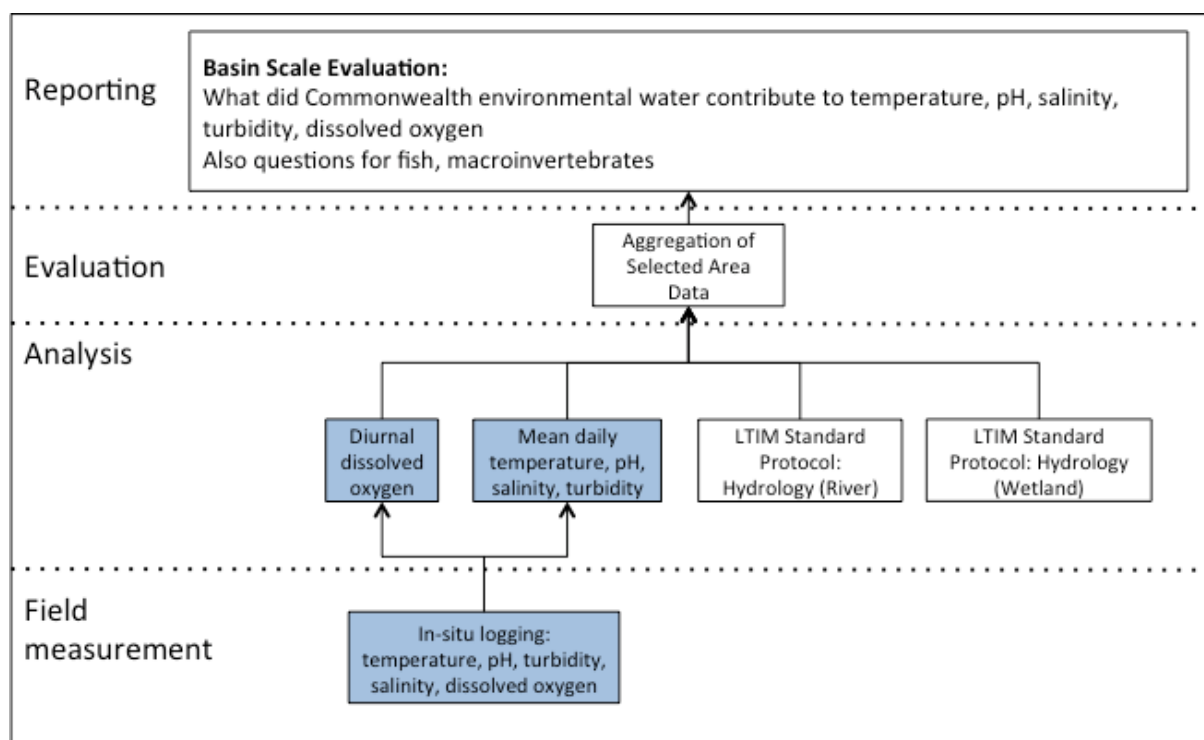 Reporting
Basin Scale Evaluation:
What did Commonwealth environmental water contribute to temperature, pH, salinity,
turbidity, dissolved oxygen
Also questions for fish, macroinvertebrates
Evaluation
Aggregation of
Selected Area
Data
Analysis
Diurnal
dissolved
oxygen
Mean daily
temperature, pH,
salinity, turbidity
LTIM Standard
Protocol:
Hydrology (River)
LTIM Standard
Protocol: Hydrology
(Wetland)
Field
measurement
In-situ logging:
temperature, pH, turbidity,
salinity, dissolved oxygen